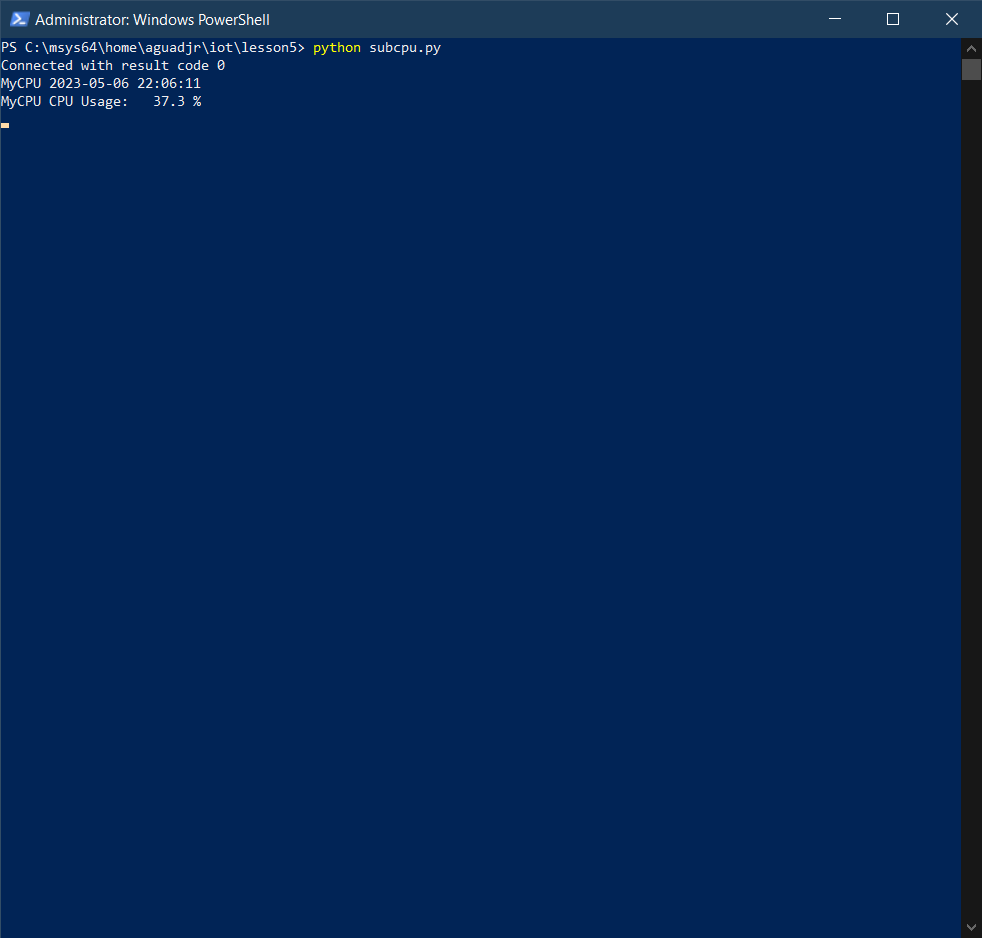 Administrator: Windows PowerShell
PS C:\msys64\home\aguadjr\iot\lesson5> python subcpu.py
Connected with result code 0
MyCPU 2023-05-06 22:06:11
MyCPU CPU Usage:   37.3 %